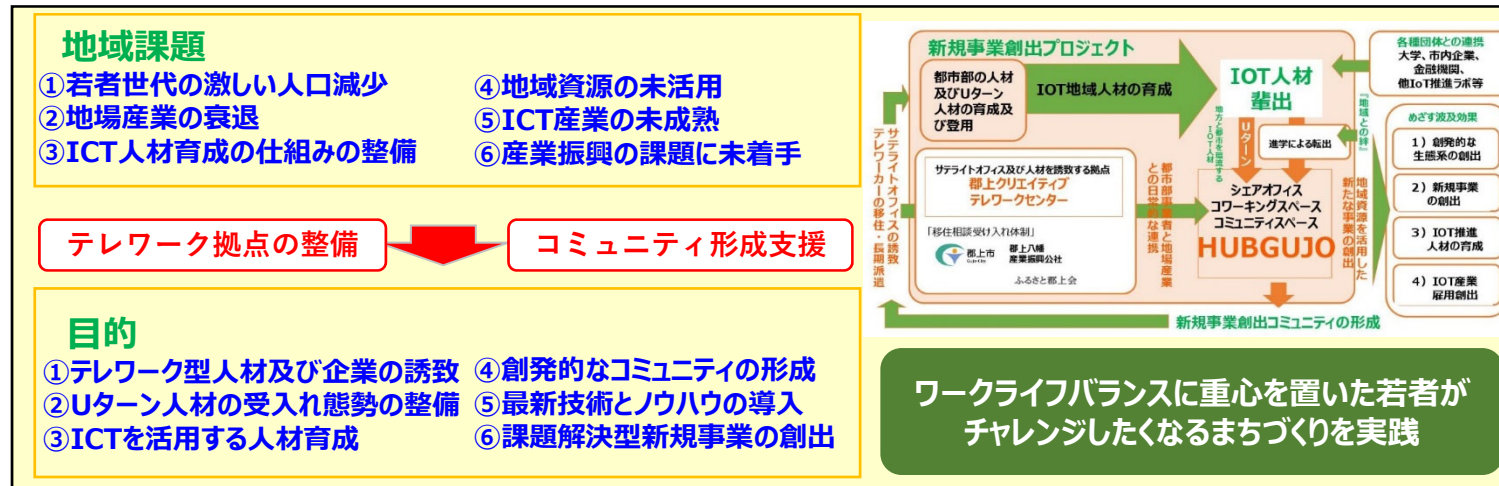 地域課題
①若者世代の激しい人口減少
②地場産業の衰退
③ICT人材育成の仕組みの整備
④地域資源の未活用
⑤ICT産業の未成熟
⑥産業振興の課題に未着手
テレワーク拠点の整備
コミュニティ形成支援
目的
①テレワーク型人材及び企業の誘致
②Uターン人材の受入れ態勢の整備
③ICTを活用する人材育成
④創発的なコミュニティの形成
⑤最新技術とノウハウの導入
⑥課題解決型新規事業の創出
新規事業創出プロジェクト
都市部の人材
及びUターン
人材の育成及
び登用
IOT地域人材の育成
IOT人材
輩出
各種団体との連携
大学、市内企業、
金融機関、
他IoT推進ラボ等
サテライトオフィスの誘致
テレワーカーの移住・長期派遣
地方と都市を還流する
IOT人材
Uターン
進学による転出
『地域との絆』
サテライトオフィス及び人材を誘致する拠点
郡上クリエイティブ
テレワークセンター
「移住相談受け入れ体制」
郡上市
Gujo City
郡上八幡
産業振興公社
ふるさと郡上会
都市部事業者と地場産業
との日常的な連携
シェアオフィス
コワーキングスペース
コミュニティスペース
HUBGUJO
地域資源を活用した
新たな事業の創出
めざす波及効果
1）創発的な
生態系の創出
2）新規事業
の創出
3）IOT推進
人材の育成
4）IOT産業
雇用創出
新規事業創出コミュニティの形成
ワークライフバランスに重心を置いた若者が
チャレンジしたくなるまちづくりを実践